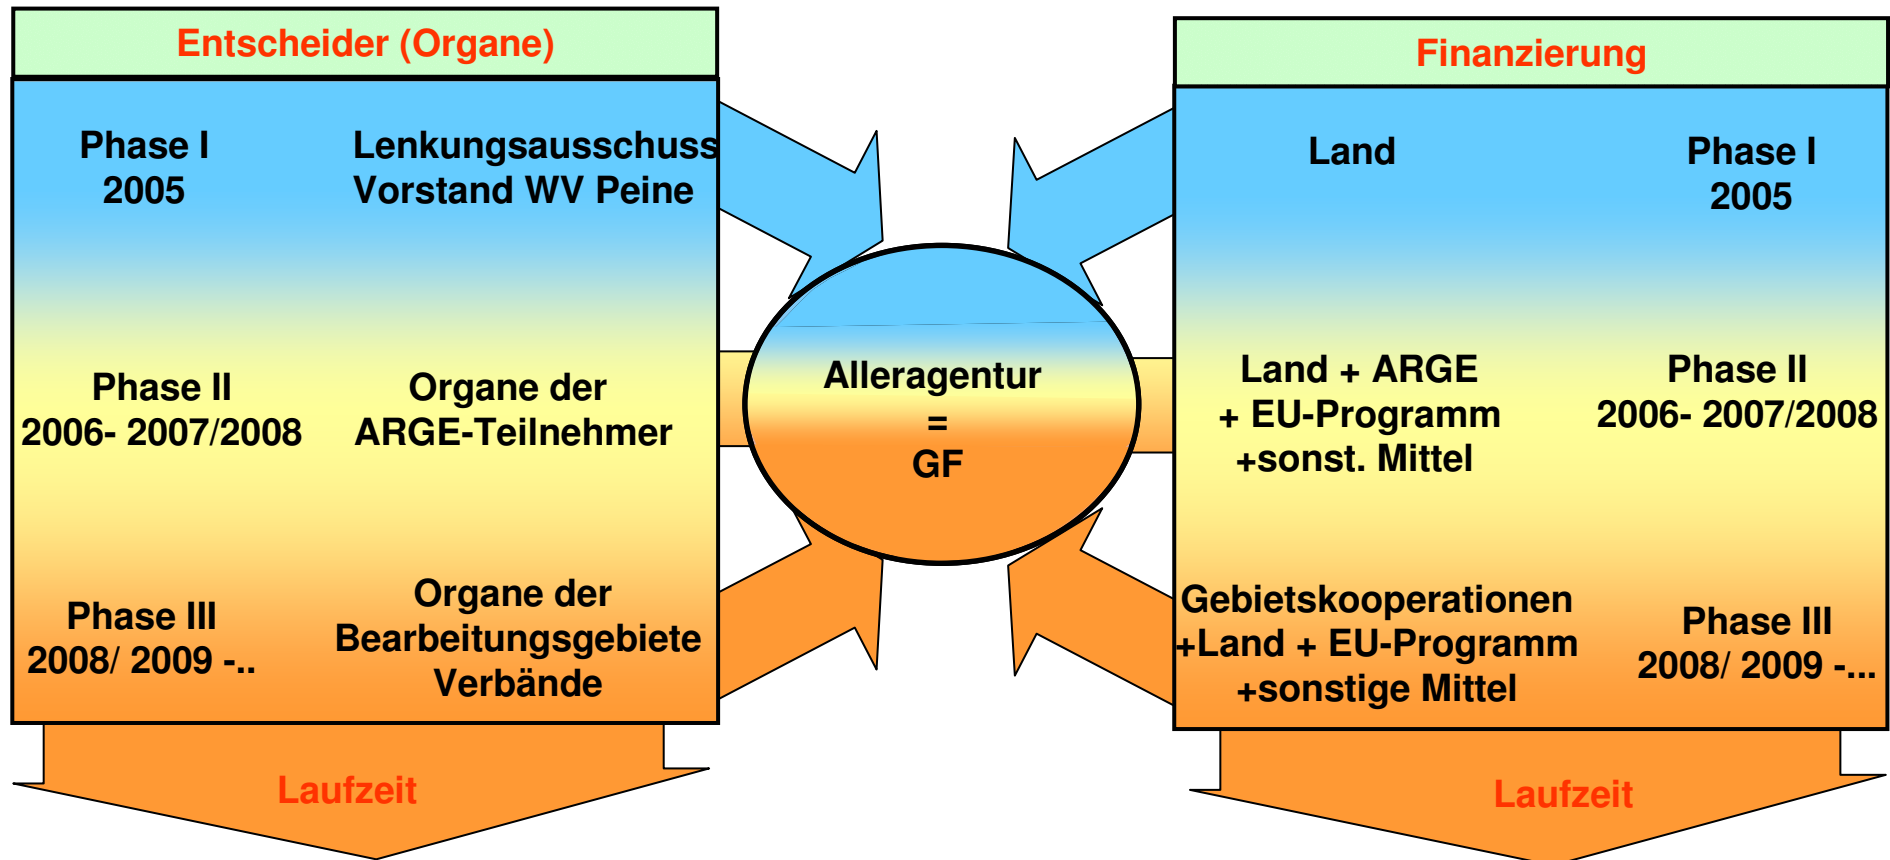 Entscheider (Organe)
Phase I
2005
Lenkungsausschuss
Vorstand WV Peine
Phase II
2006- 2007/2008
Organe der
ARGE-Teilnehmer
Phase III
2008/ 2009 -..
Organe der
Bearbeitungsgebiete
Verbände
Laufzeit
Alleragentur
=
GF
Finanzierung
Land
Phase I
2005
Land + ARGE
+ EU-Programm
+sonst. Mittel
Phase II
2006- 2007/2008
Gebietskooperationen
+Land + EU-Programm
+sonstige Mittel
Phase III
2008/ 2009 -...
Laufzeit